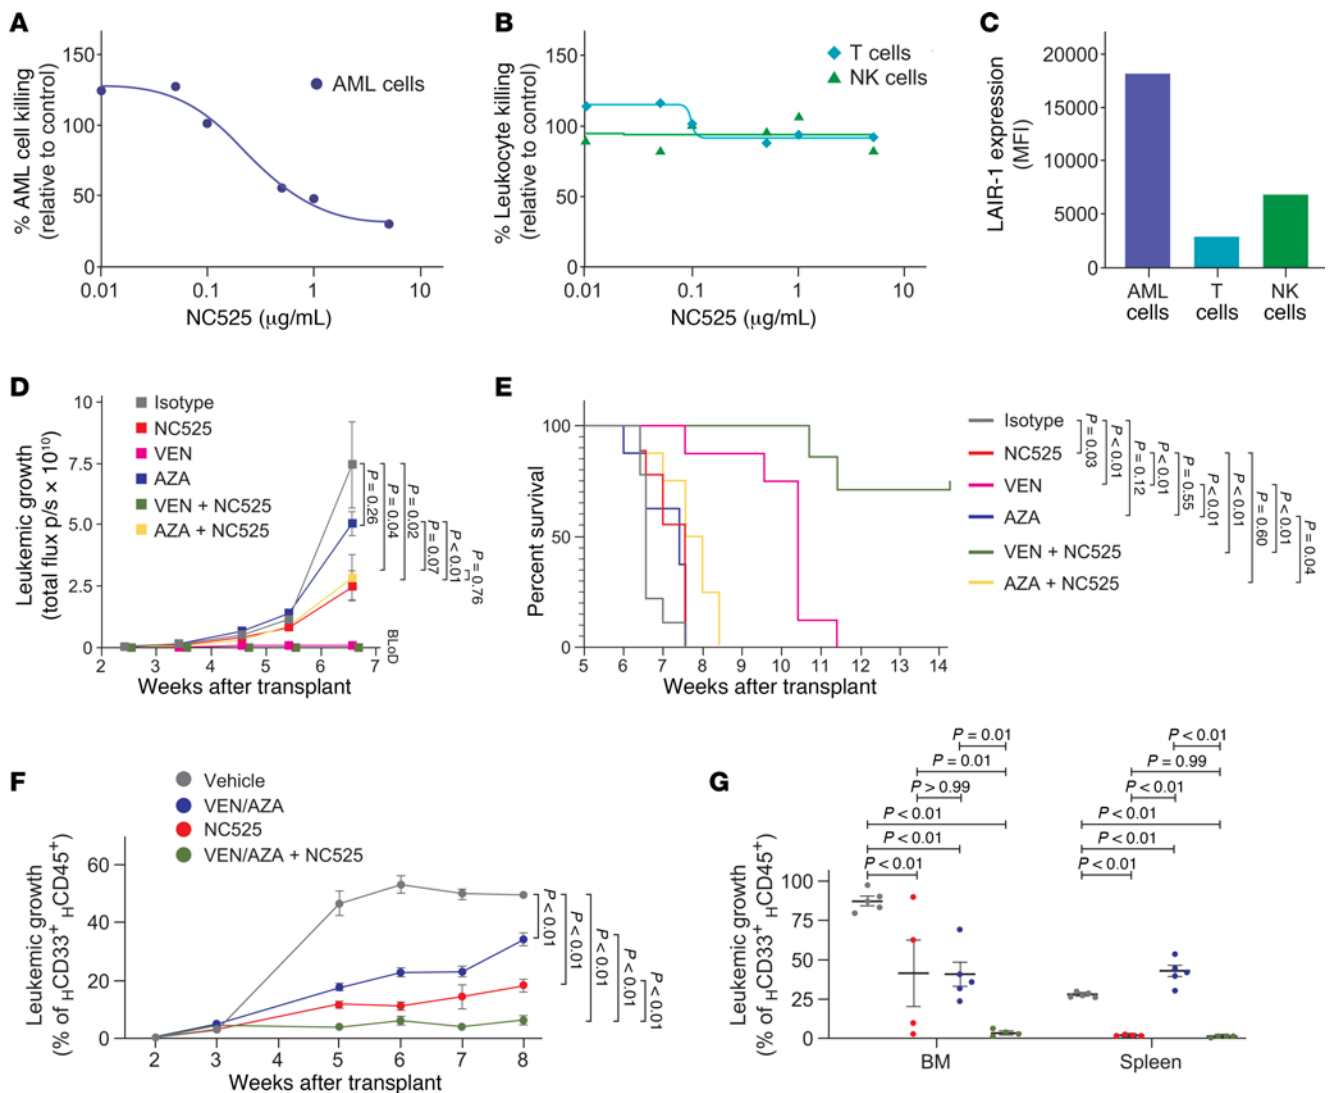 A
% AML cell killing
(relative to control)
150
100
50
0
AML cells
0.01
0.1
1
10
NC525 (μg/mL)
B
% Leukocyte killing
(relative to control)
150
100
50
0
T cells
NK cells
0.01
0.1
1
10
NC525 (μg/mL)
C
LAIR-1 expression
(MFI)
20000
15000
10000
5000
0
AML
cells
T
cells
NK
cells
D
Leukemic growth
(total flux p/s × 10¹⁰)
10
7.5
5.0
2.5
0
Isotype
NC525
VEN
AZA
VEN + NC525
AZA + NC525
P = 0.26
P = 0.04
P = 0.02
P = 0.07
P < 0.01
P = 0.76
BLoD
2
3
4
5
6
7
Weeks after transplant
E
Percent survival
100
50
0
5
6
7
8
9
10
11
12
13
14
Weeks after transplant
Isotype
NC525
VEN
AZA
VEN + NC525
AZA + NC525
P = 0.03
P < 0.01
P = 0.12
P < 0.01
P = 0.55
P < 0.01
P < 0.01
P = 0.60
P < 0.01
P = 0.04
F
Leukemic growth
(% of HCD33⁺ HCD45⁺)
60
40
20
0
Vehicle
VEN/AZA
NC525
VEN/AZA + NC525
P < 0.01
P < 0.01
P < 0.01
P < 0.01
P < 0.01
2
3
4
5
6
7
8
Weeks after transplant
G
Leukemic growth
(% of HCD33⁺ HCD45⁺)
100
75
50
25
0
P = 0.01
P = 0.01
P > 0.99
P < 0.01
P < 0.01
P < 0.01
P < 0.01
P = 0.99
P < 0.01
P < 0.01
P < 0.01
P < 0.01
BM
Spleen